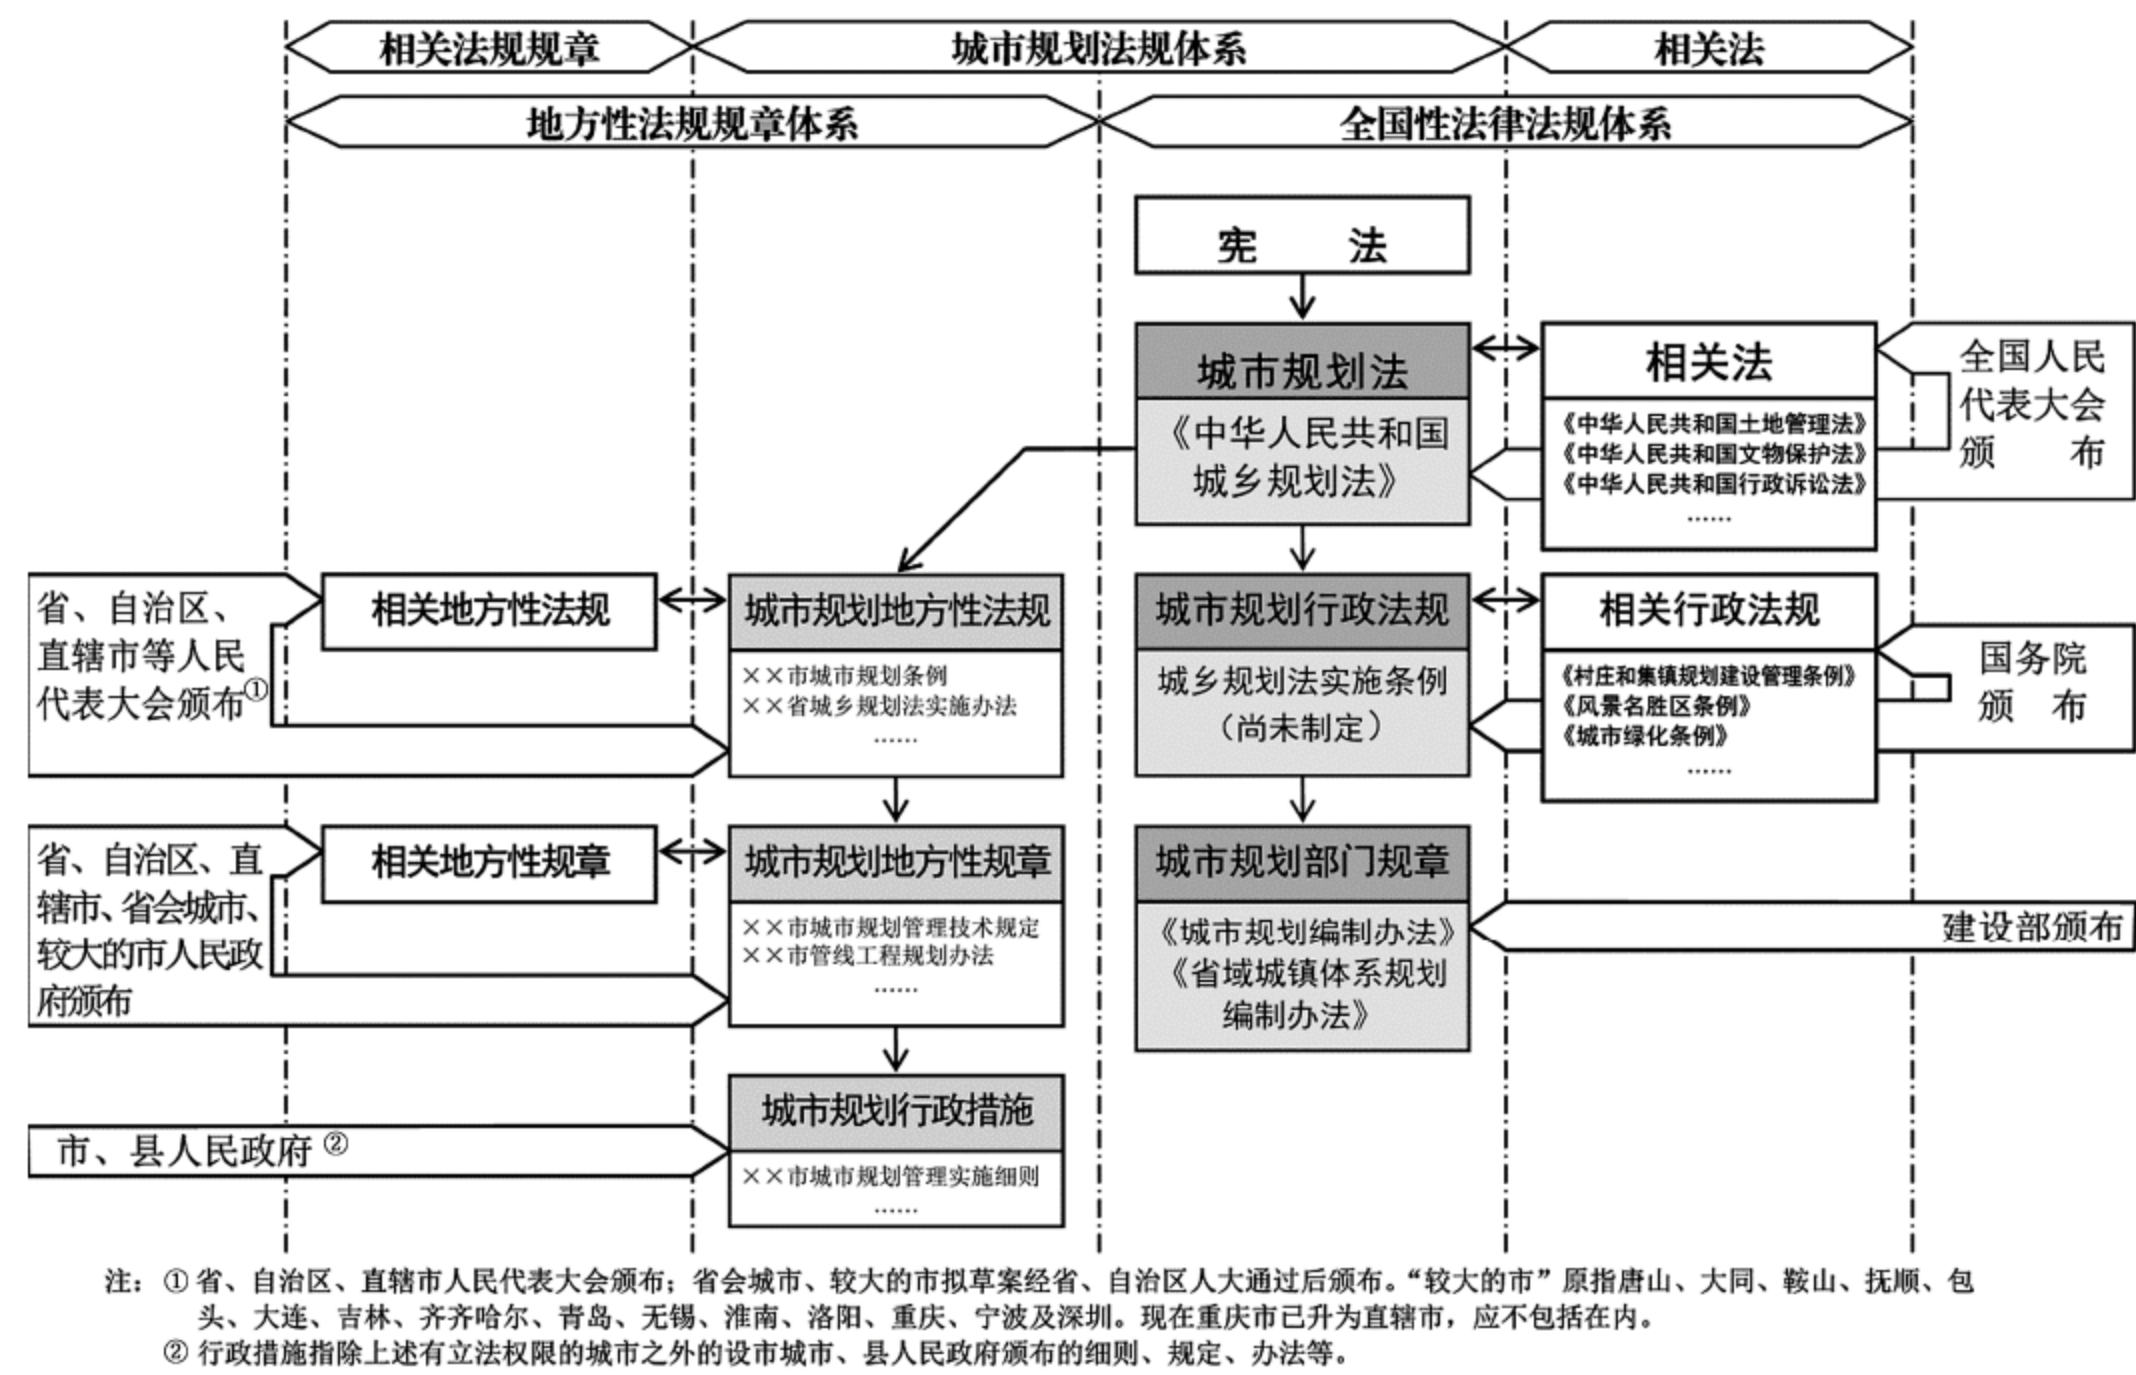 相关法规规章
城市规划法规体系
相关法
地方性法规规章体系
全国性法律法规体系
宪 法
城市规划法
《中华人民共和国
城乡规划法》
相关法
《中华人民共和国土地管理法》
《中华人民共和国文物保护法》
《中华人民共和国行政诉讼法》
……
全国人民
代表大会
颁 布
省、自治区、
直辖市等人民
代表大会颁布①
相关地方性法规
城市规划地方性法规
××市城市规划条例
××省城乡规划法实施办法
……
城市规划行政法规
城乡规划法实施条例
（尚未制定）
相关行政法规
《村庄和集镇规划建设管理条例》
《风景名胜区条例》
《城市绿化条例》
……
国务院
颁 布
省、自治区、直
辖市、省会城市、
较大的市人民政
府颁布
相关地方性规章
城市规划地方性规章
××市城市规划管理技术规定
××市管线工程规划办法
……
城市规划部门规章
《城市规划编制办法》
《省域城镇体系规划
编制办法》
建设部颁布
市、县人民政府②
城市规划行政措施
××市城市规划管理实施细则
……
注：①省、自治区、直辖市人民代表大会颁布；省会城市、较大的市拟草案经省、自治区人大通过后颁布。“较大的市”原指唐山、大同、鞍山、抚顺、包
头、大连、吉林、齐齐哈尔、青岛、无锡、淮南、洛阳、重庆、宁波及深圳。现在重庆市已升为直辖市，应不包括在内。
②行政措施指除上述有立法权限的城市之外的设市城市、县人民政府颁布的细则、规定、办法等。